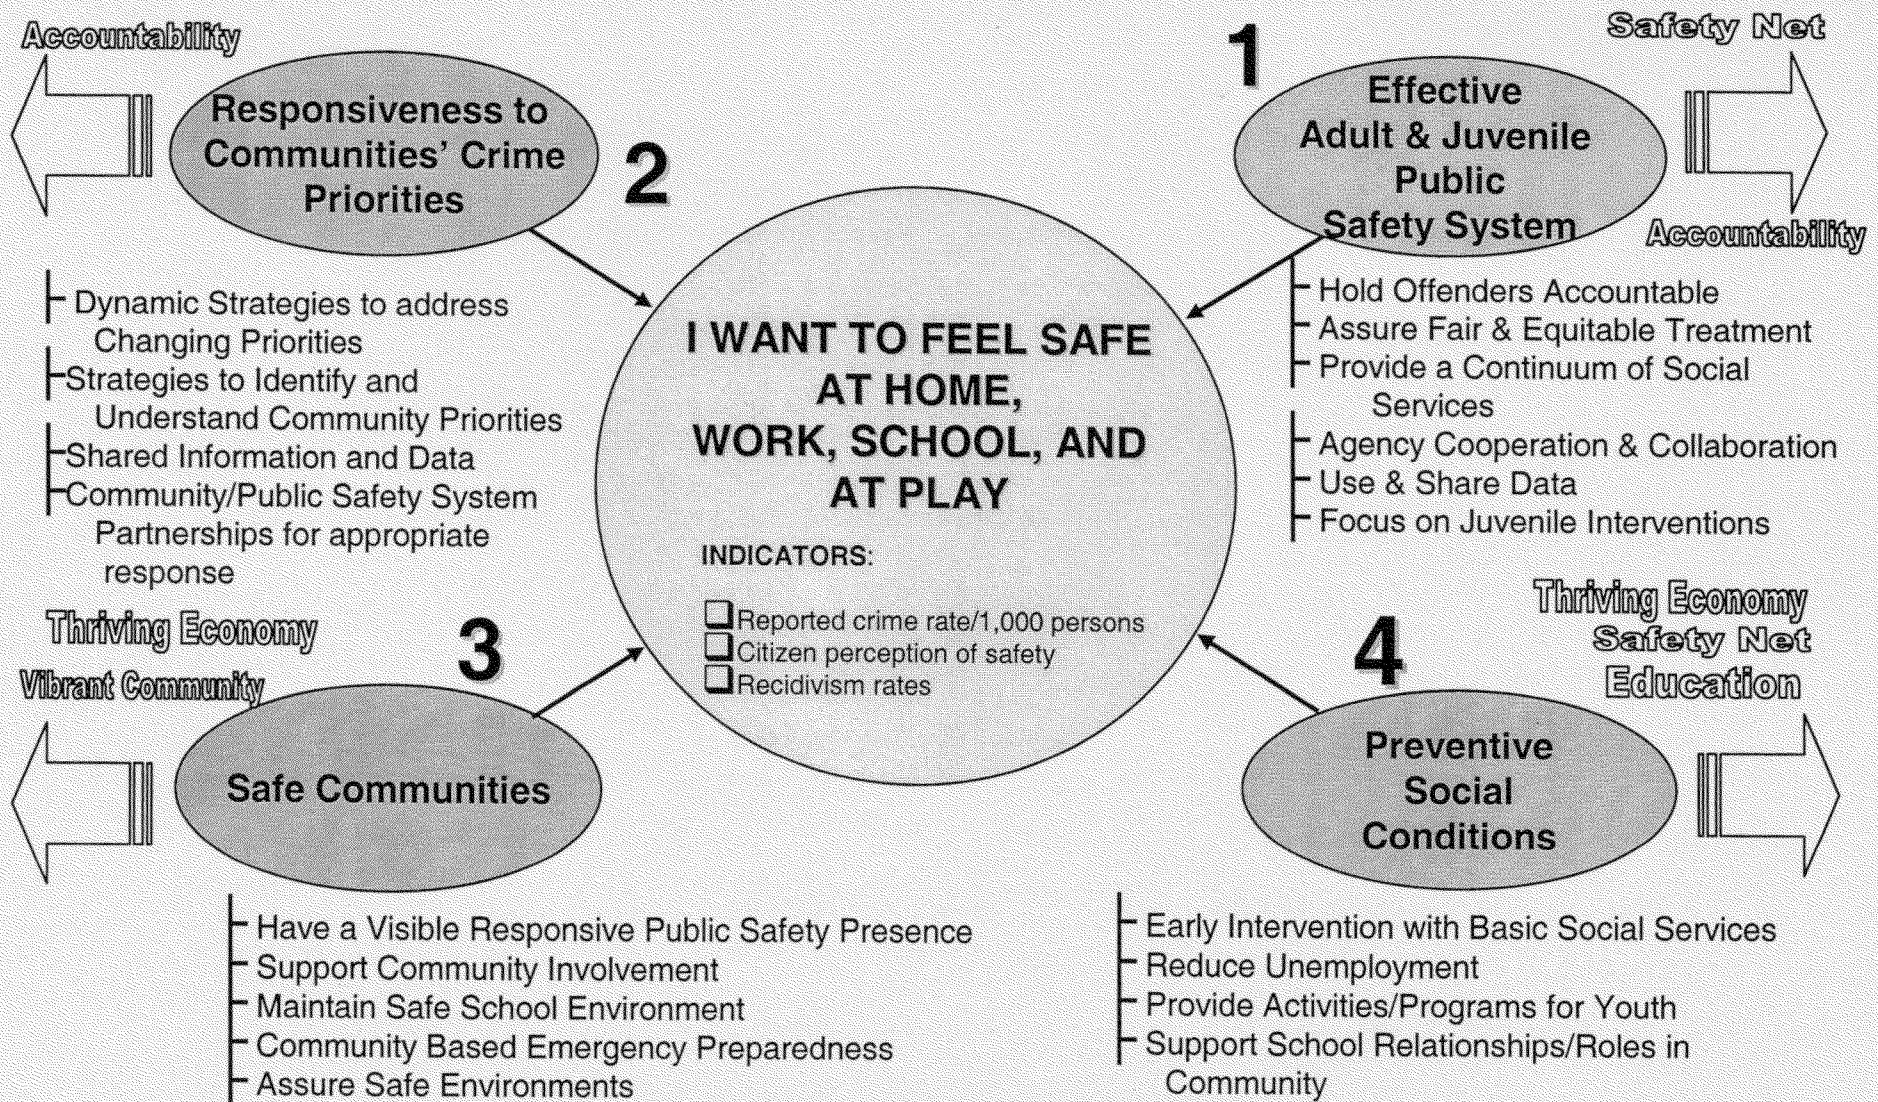 Accountability
2
Responsiveness to
Communities' Crime
Priorities
Dynamic Strategies to address
Changing Priorities
Strategies to Identify and
Understand Community Priorities
Shared Information and Data
Community/Public Safety System
Partnerships for appropriate
response
1
Safety Net
Effective
Adult & Juvenile
Public
Safety System
Accountability
Hold Offenders Accountable
Assure Fair & Equitable Treatment
Provide a Continuum of Social
Services
Agency Cooperation & Collaboration
Use & Share Data
Focus on Juvenile Interventions
I WANT TO FEEL SAFE
AT HOME,
WORK, SCHOOL, AND
AT PLAY
INDICATORS:
Reported crime rate/1,000 persons
Citizen perception of safety
Recidivism rates
Thriving Economy
3
Vibrant Community
Safe Communities
Have a Visible Responsive Public Safety Presence
Support Community Involvement
Maintain Safe School Environment
Community Based Emergency Preparedness
Assure Safe Environments
Thriving Economy
4
Safety Net
Education
Preventive
Social
Conditions
Early Intervention with Basic Social Services
Reduce Unemployment
Provide Activities/Programs for Youth
Support School Relationships/Roles in
Community